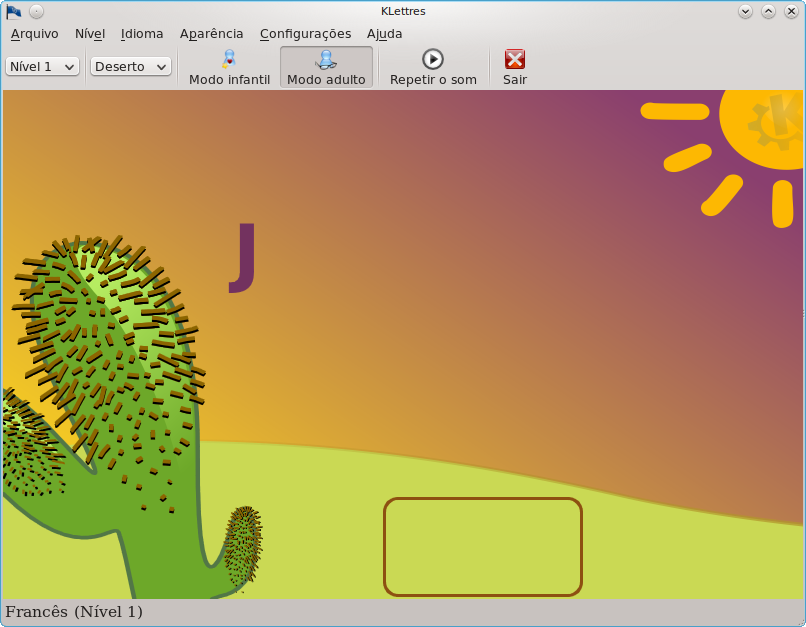 KLettres
Arquivo Nível Idioma Aparência Configurações Ajuda
Nível 1 Deserto Modo infantil Modo adulto Repetir o som Sair
K
J
Francês (Nível 1)